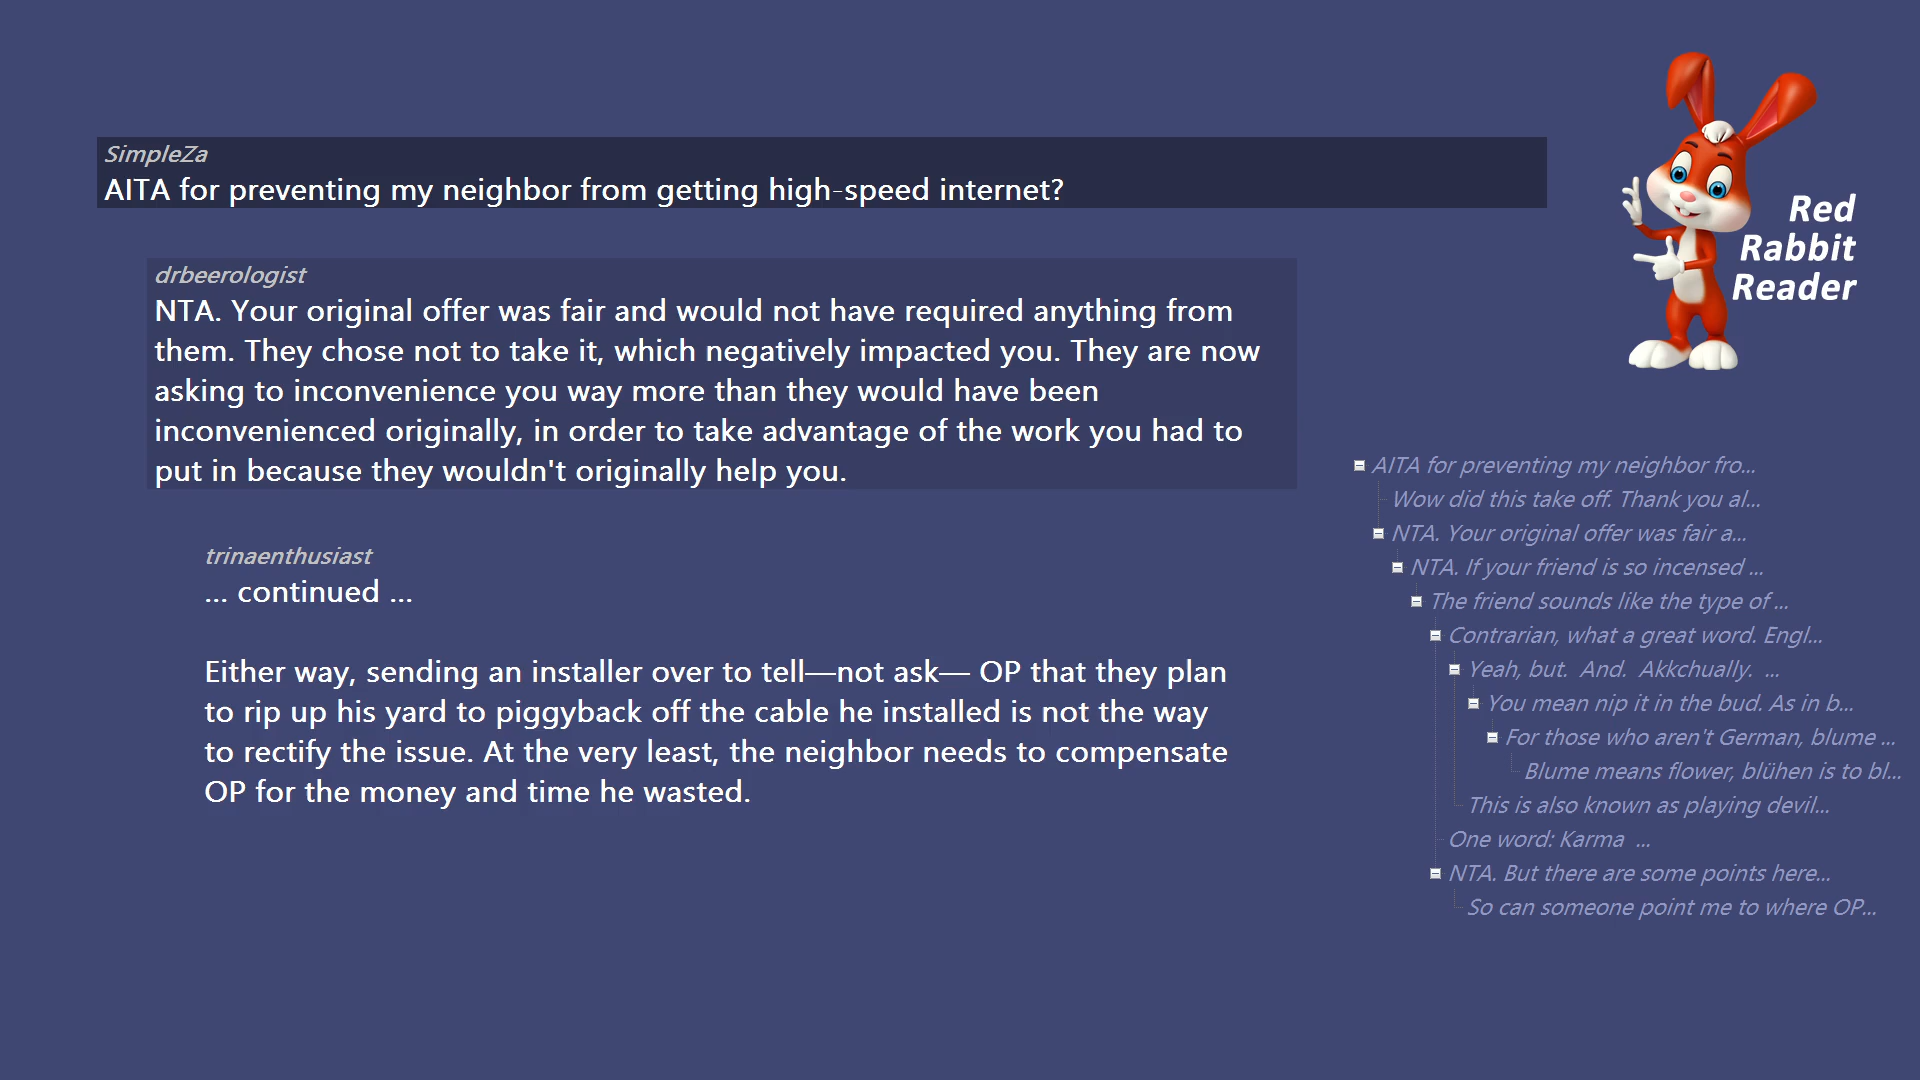 SimpleZa
AITA for preventing my neighbor from getting high-speed internet?
drbeerologist
NTA. Your original offer was fair and would not have required anything from
them. They chose not to take it, which negatively impacted you. They are now
asking to inconvenience you way more than they would have been
inconvenienced originally, in order to take advantage of the work you had to
put in because they wouldn't originally help you.
trinaenthusiast
... continued ...
Either way, sending an installer over to tell—not ask— OP that they plan
to rip up his yard to piggyback off the cable he installed is not the way
to rectify the issue. At the very least, the neighbor needs to compensate
OP for the money and time he wasted.
Red
Rabbit
Reader
AITA for preventing my neighbor fro...
Wow did this take off. Thank you al...
NTA. Your original offer was fair a...
NTA. If your friend is so incensed ...
The friend sounds like the type of ...
Contrarian, what a great word. Engl...
Yeah, but.  And.  Akkchually.  ...
You mean nip it in the bud. As in b...
For those who aren't German, blume ...
Blume means flower, blühen is to bl...
This is also known as playing devil...
One word: Karma  ...
NTA. But there are some points here...
So can someone point me to where OP...